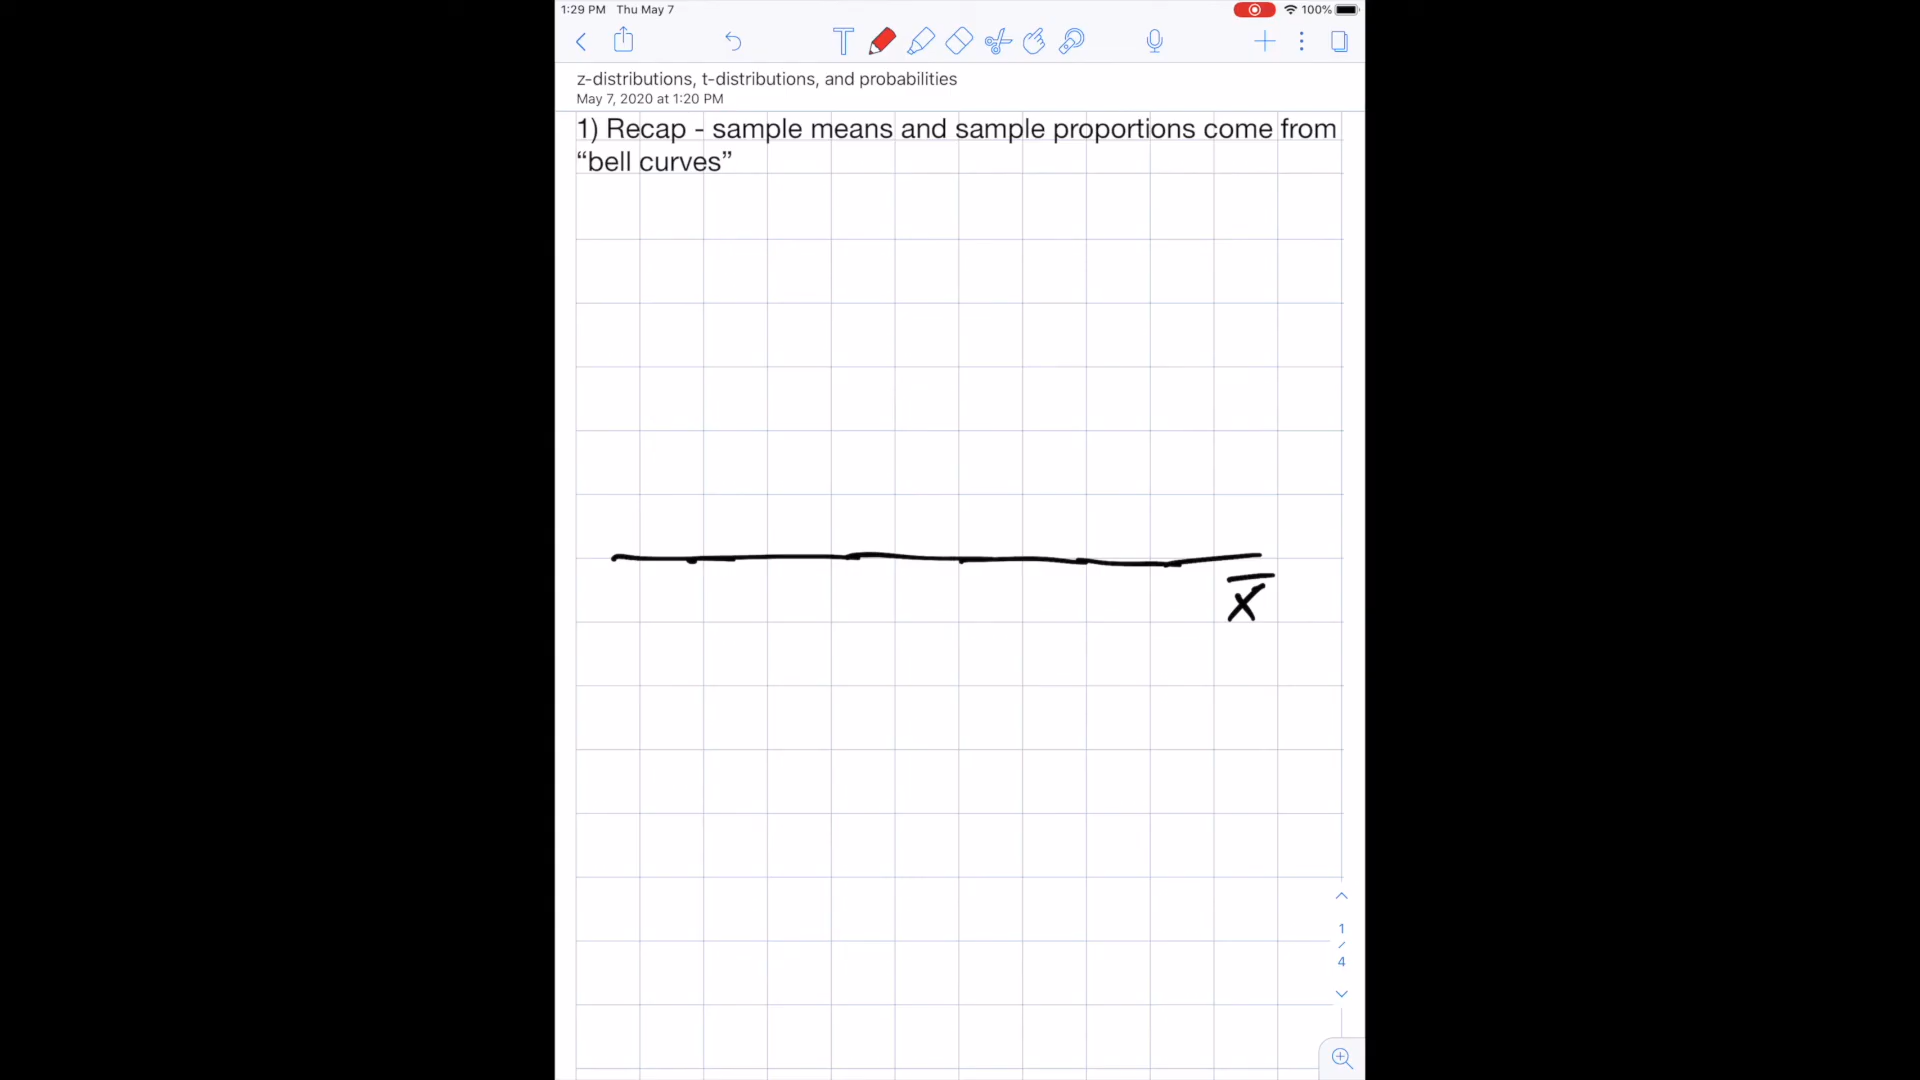 1:29 PM Thu May 7
100%
T
z-distributions, t-distributions, and probabilities
May 7, 2020 at 1:20 PM
1) Recap - sample means and sample proportions come from
“bell curves”
x̅
1
/
4